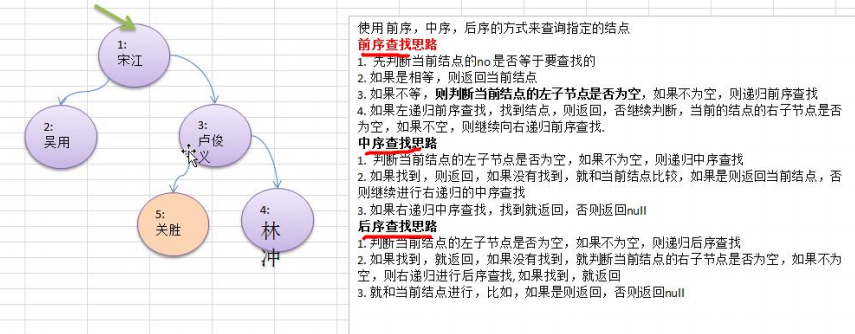 1:
宋江
2:
吴用
3:
卢俊
义
5:
关胜
4:
林
冲
使用前序，中序，后序的方式来查询指定的结点
前序查找思路
1. 先判断当前结点的no是否等于要查找的
2. 如果是相等，则返回当前结点
3. 如果不等，则判断当前结点的左子节点是否为空，如果不为空，则递归前序查找
4. 如果左递归前序查找，找到结点，则返回，否继续判断，当前的结点的右子节点是否
为空，如果不空，则继续向右递归前序查找.
中序查找思路
1. 判断当前结点的左子节点是否为空，如果不为空，则递归中序查找
2. 如果找到，则返回，如果没有找到，就和当前结点比较，如果是则返回当前结点，否
则继续进行右递归的中序查找
3. 如果右递归中序查找，找到就返回，否则返回null
后序查找思路
1. 判断当前结点的左子节点是否为空，如果不为空，则递归后序查找
2. 如果找到，就返回，如果没有找到，就判断当前结点的右子节点是否为空，如果不为
空，则右递归进行后序查找，如果找到，就返回
3. 就和当前结点进行，比如，如果是则返回，否则返回null